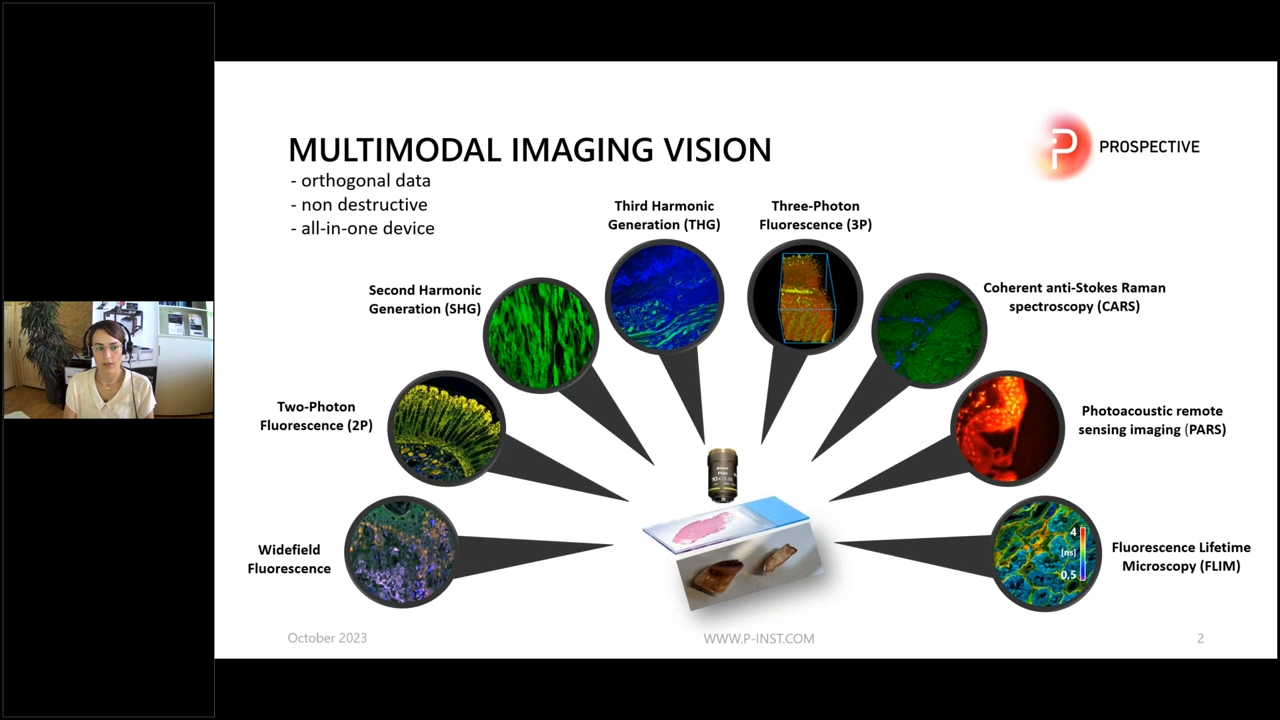 MULTIMODAL IMAGING VISION
- orthogonal data
- non destructive
- all-in-one device
PROSPECTIVE
Third Harmonic
Generation (THG)
Three-Photon
Fluorescence (3P)
Second Harmonic
Generation (SHG)
Coherent anti-Stokes Raman
spectroscopy (CARS)
Two-Photon
Fluorescence (2P)
Photoacoustic remote
sensing imaging (PARS)
Widefield
Fluorescence
4
[ns]
0,5
Fluorescence Lifetime
Microscopy (FLIM)
October 2023
WWW.P-INST.COM
2